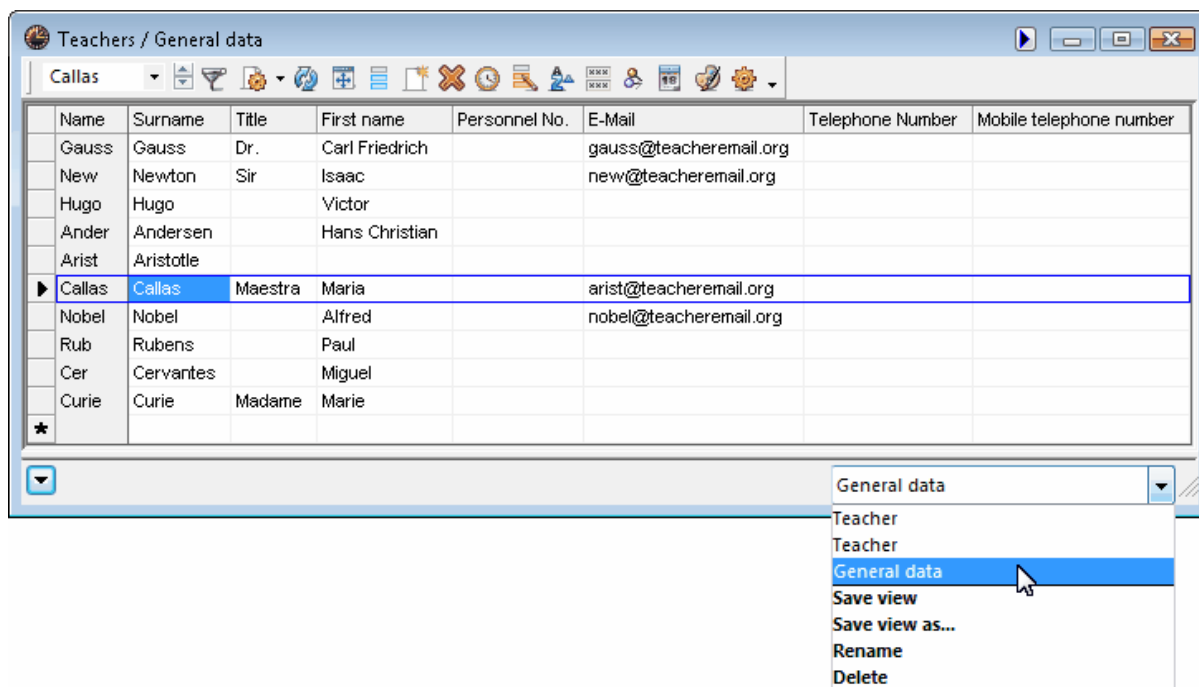 Teachers / General data
Callas
Name Surname Title First name Personnel No. E-Mail Telephone Number Mobile telephone number
Gauss Gauss Dr. Carl Friedrich gauss@teacheremail.org
New Newton Sir Isaac new@teacheremail.org
Hugo Hugo Victor
Ander Andersen Hans Christian
Arist Aristotle
Callas Callas Maestra Maria arist@teacheremail.org
Nobel Nobel Alfred nobel@teacheremail.org
Rub Rubens Paul
Cer Cervantes Miguel
Curie Curie Madame Marie
General data
Teacher
Teacher
General data
Save view
Save view as...
Rename
Delete